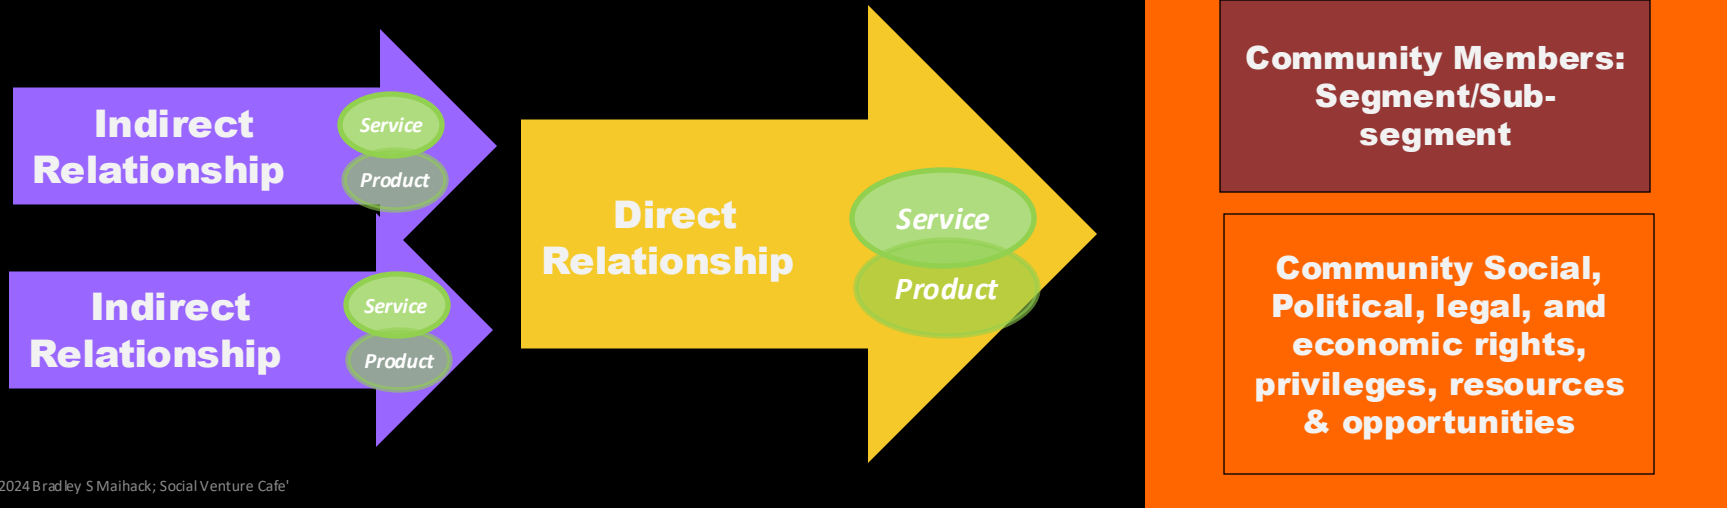 Indirect
Relationship
Service
Product
Indirect
Relationship
Service
Product
Direct
Relationship
Service
Product
Community Members:
Segment/Sub-
segment
Community Social,
Political, legal, and
economic rights,
privileges, resources
& opportunities
2024 Bradley S Maihack; Social Venture Cafe'